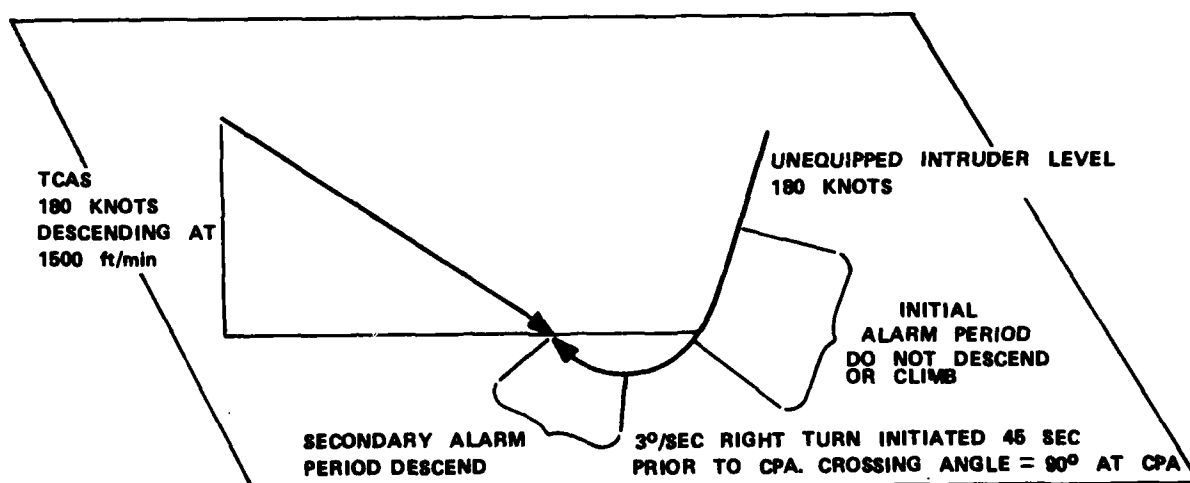 TCAS
180 KNOTS
DESCENDING AT
1500 ft/min
UNEQUIPPED INTRUDER LEVEL
180 KNOTS
INITIAL
ALARM PERIOD
DO NOT DESCEND
OR CLIMB
SECONDARY ALARM
PERIOD DESCEND
3º/SEC RIGHT TURN INITIATED 45 SEC
PRIOR TO CPA. CROSSING ANGLE = 90º AT CPA